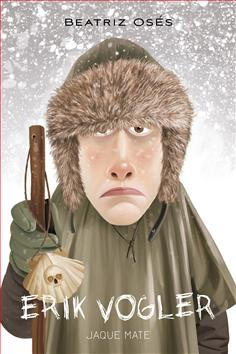 BEATRIZ OSÉS
ERIK VOGLER
JAQUE MATE